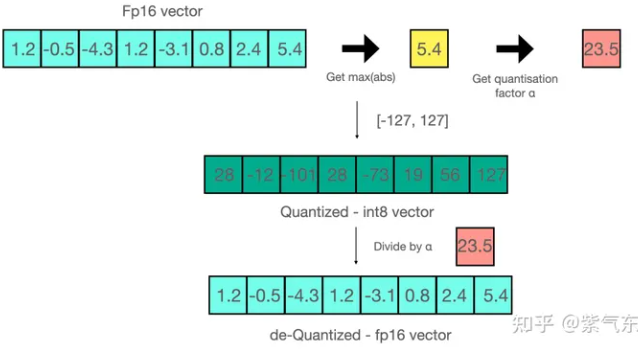 Fp16 vector
1.2 -0.5 -4.3 1.2 -3.1 0.8 2.4 5.4
5.4
23.5
Get max(abs)
Get quantisation
factor α
[-127, 127]
28 -12 -101 28 -73 19 56 127
Quantized - int8 vector
Divide by α
23.5
1.2 -0.5 -4.3 1.2 -3.1 0.8 2.4 5.4
de-Quantized - fp16 vector
知乎 @紫气东